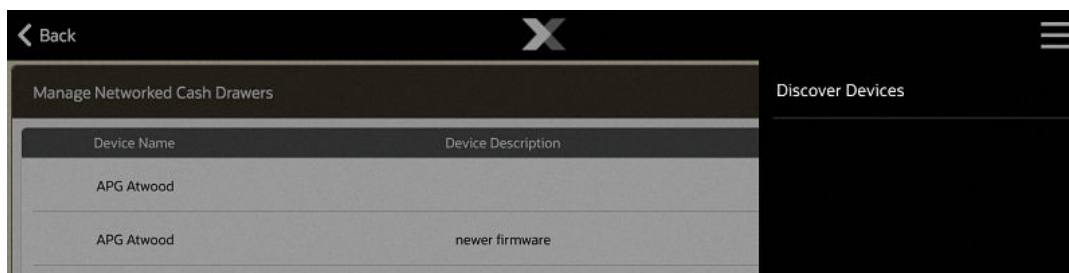 Back
Manage Networked Cash Drawers
Discover Devices
Device Name Device Description
APG Atwood
APG Atwood newer firmware